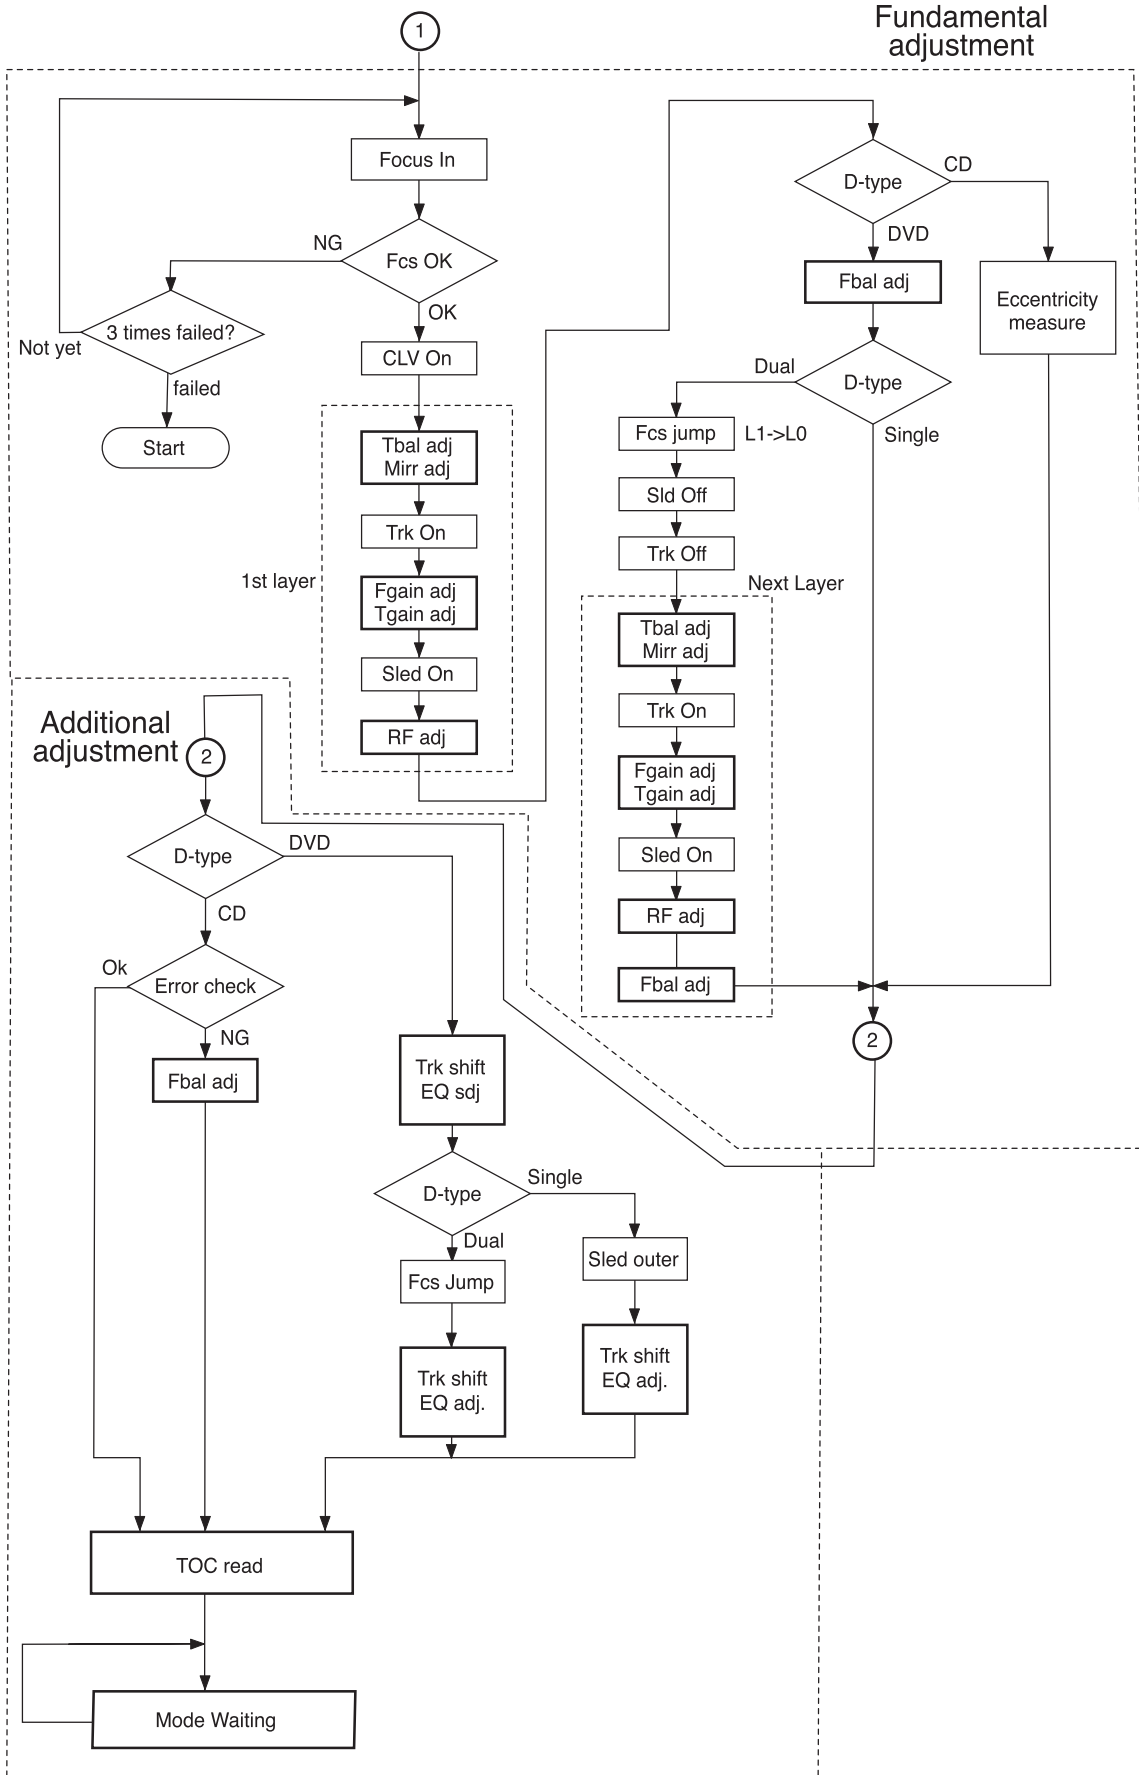 1
Fundamental
adjustment
Focus In
Fcs OK
NG
OK
3 times failed?
Not yet
failed
Start
CLV On
1st layer
Tbal adj
Mirr adj
Trk On
Fgain adj
Tgain adj
Sled On
RF adj
D-type
CD
DVD
Fbal adj
Eccentricity
measure
D-type
Dual
Single
Fcs jump
L1->L0
Sld Off
Trk Off
Next Layer
Tbal adj
Mirr adj
Trk On
Fgain adj
Tgain adj
Sled On
RF adj
Fbal adj
2
Additional
adjustment
2
D-type
DVD
CD
Error check
Ok
NG
Fbal adj
Trk shift
EQ sdj
D-type
Single
Dual
Fcs Jump
Sled outer
Trk shift
EQ adj.
Trk shift
EQ adj.
TOC read
Mode Waiting